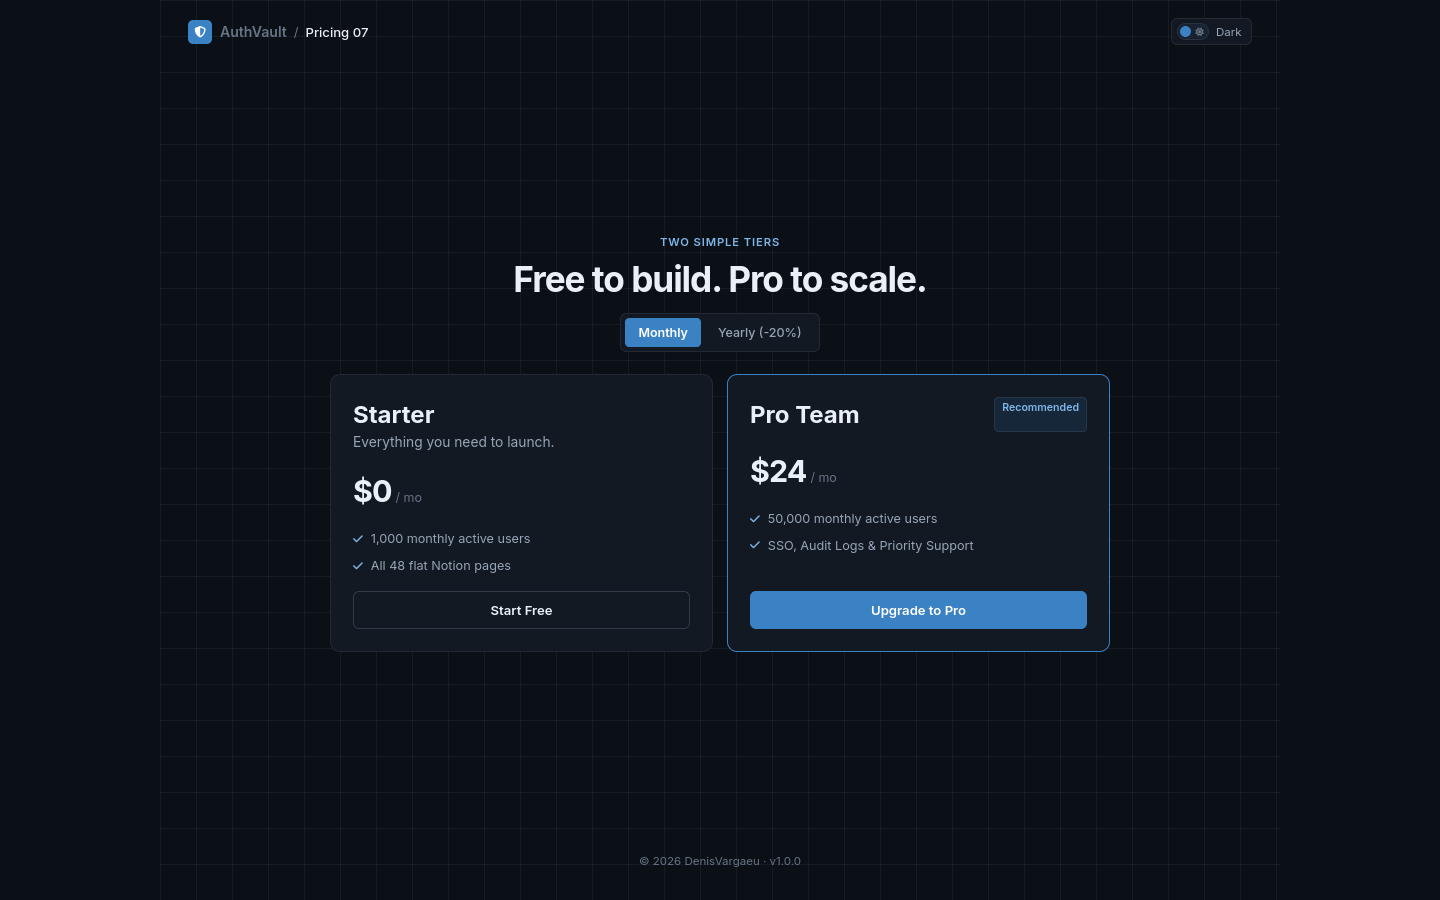 AuthVault / Pricing 07
Dark
TWO SIMPLE TIERS
Free to build. Pro to scale.
Monthly
Yearly (-20%)
Starter
Everything you need to launch.
$0 / mo
1,000 monthly active users
All 48 flat Notion pages
Start Free
Pro Team
Recommended
$24 / mo
50,000 monthly active users
SSO, Audit Logs & Priority Support
Upgrade to Pro
© 2026 DenisVargaeu · v1.0.0